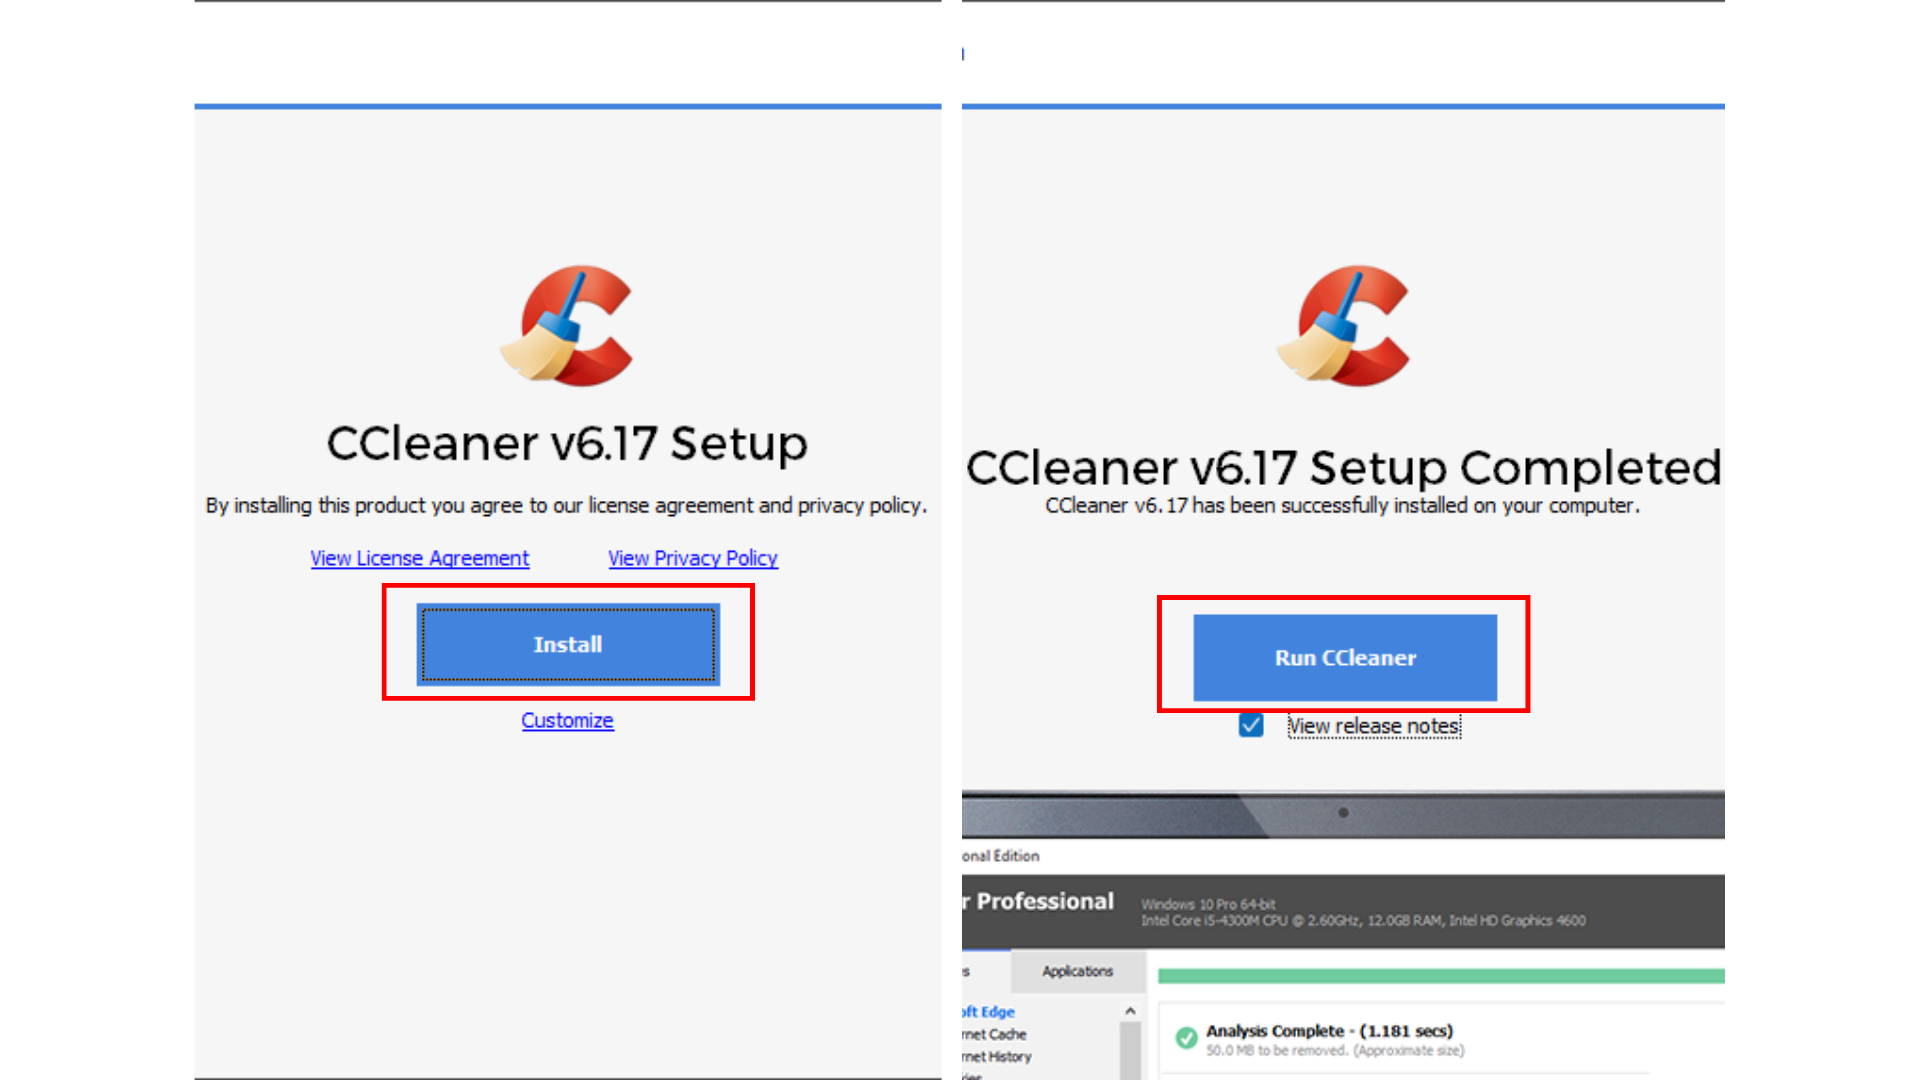 CCleaner v6.17 Setup
By installing this product you agree to our license agreement and privacy policy.
View License Agreement
View Privacy Policy
Install
Customize
CCleaner v6.17 Setup Completed
CCleaner v6.17 has been successfully installed on your computer.
Run CCleaner
View release notes
onal Edition
r Professional
Windows 10 Pro 64-bit
Intel Core i5-4300M CPU @ 2.60GHz, 12.0GB RAM, Intel HD Graphics 4600
Applications
oft Edge
rnet Cache
rnet History
Analysis Complete - (1.181 secs)
50.0 MB to be removed. (Approximate size)